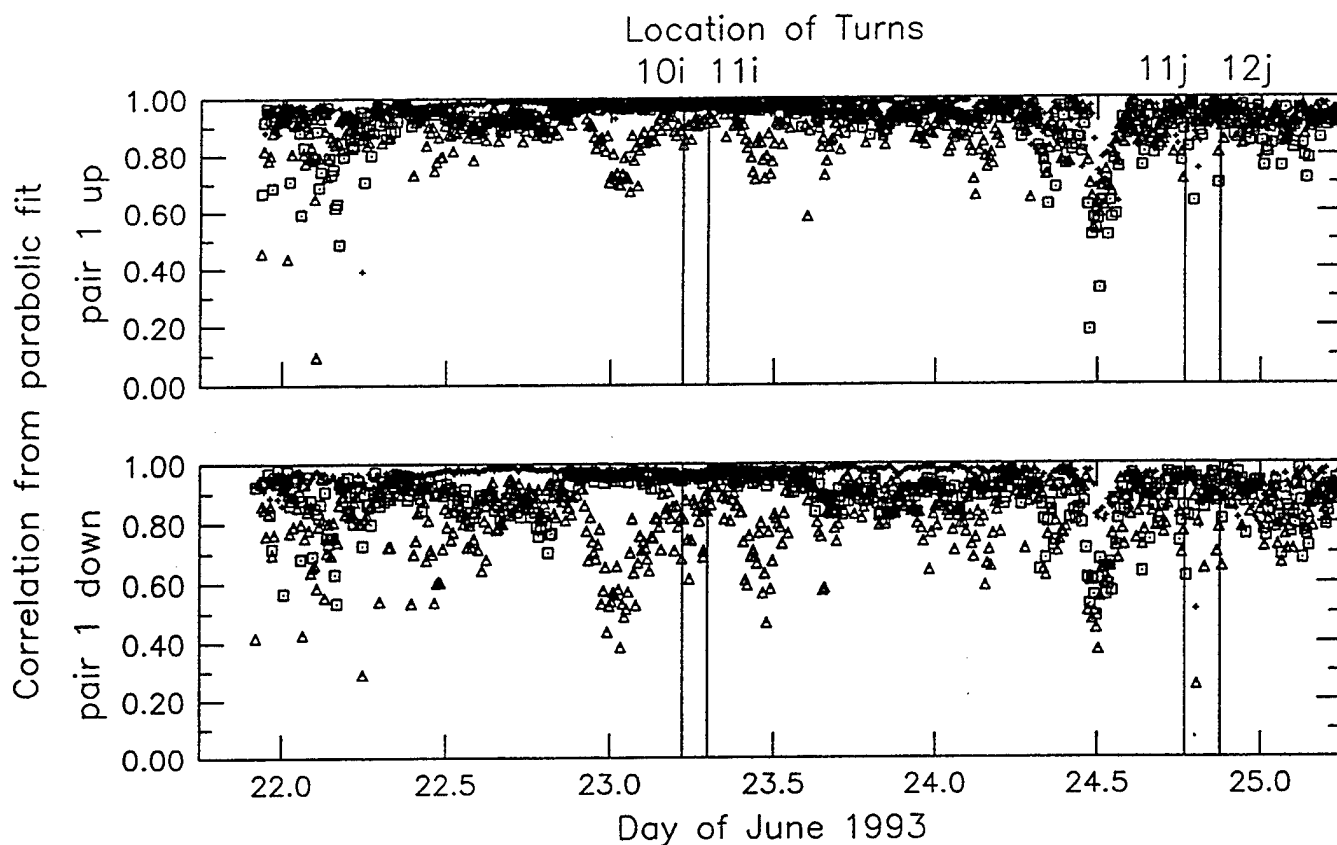 Location of Turns
10i 11i 11j 12j
Correlation from parabolic fit
pair 1 up
1.00
0.80
0.60
0.40
0.20
0.00
pair 1 down
1.00
0.80
0.60
0.40
0.20
0.00
22.0 22.5 23.0 23.5 24.0 24.5 25.0
Day of June 1993